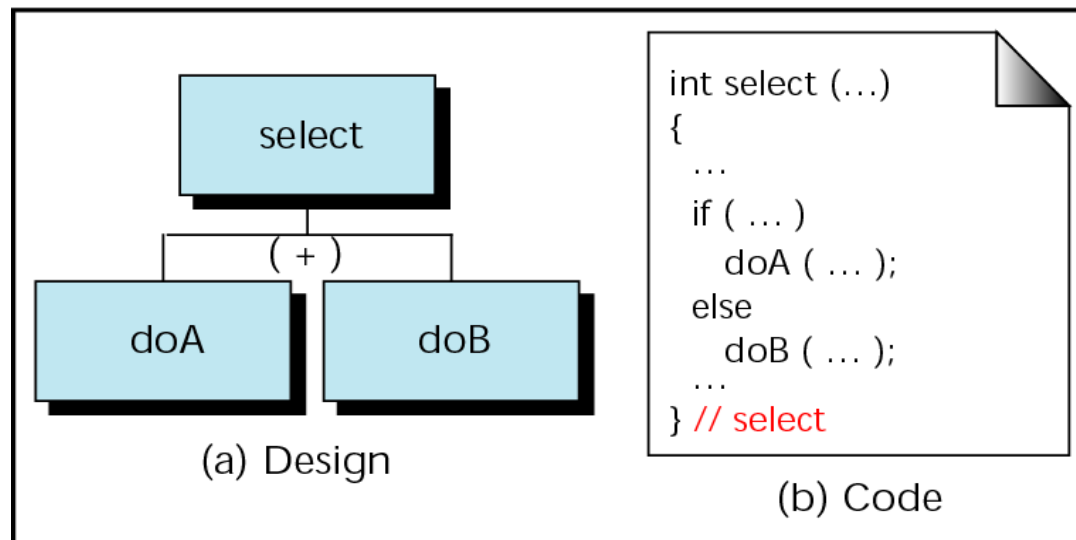 select
( + )
doA
doB
(a) Design
int select (...)
{
...
if ( ... )
doA ( ... );
else
doB ( ... );
...
} // select
(b) Code